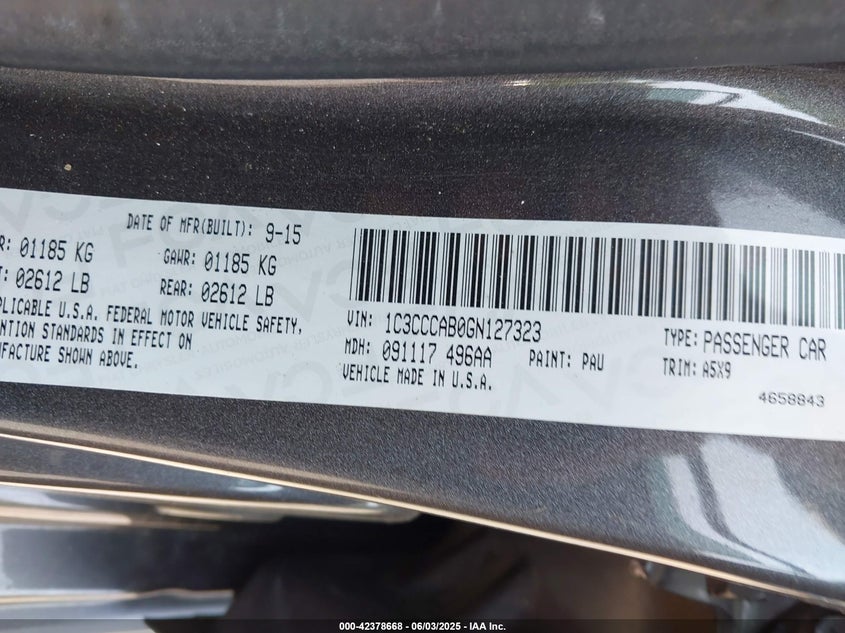 DATE OF MFR(BUILT): 9-15
R: 01185 KG GAWR: 01185 KG
T: 02612 LB REAR: 02612 LB
PLICABLE U.S.A. FEDERAL MOTOR VEHICLE SAFETY,
ENTION STANDARDS IN EFFECT ON
NUFACTURE SHOWN ABOVE.
VIN: 1C3CCCAB0GN127323 TYPE: PASSENGER CAR
MDH: 091117 496AA PAINT: PAU TRIM: A5X9
VEHICLE MADE IN U.S.A.
4658843
000-42378668 - 06/03/2025 - IAA Inc.